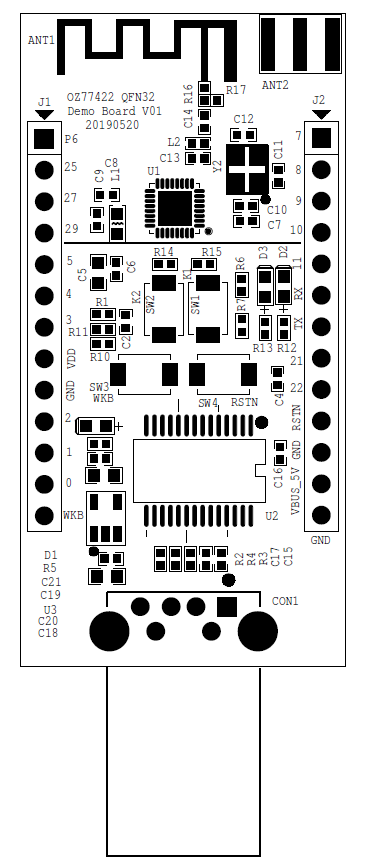 ANT1
ANT2
OZ77422 QFN32
Demo Board V01
20190520
J1
J2
R16
R17
C14
C12
L2
C13
Y2
C11
P6
7
25
C8
C9
L1
U1
8
27
C10
9
29
C7
10
R14
R15
D3
D2
5
C5
C6
K1
R6
11
4
K2
SW2
SW1
RX
R1
R7
3
R11
C2
TX
R10
R13
R12
VDD
21
SW3
WKB
SW4
RSTN
C4
22
GND
2
RSTN
1
GND
C16
0
VBUS_5V
WKB
U2
GND
D1
R5
C21
C19
U3
C20
C18
R2
R4
R3
C17
C15
CON1